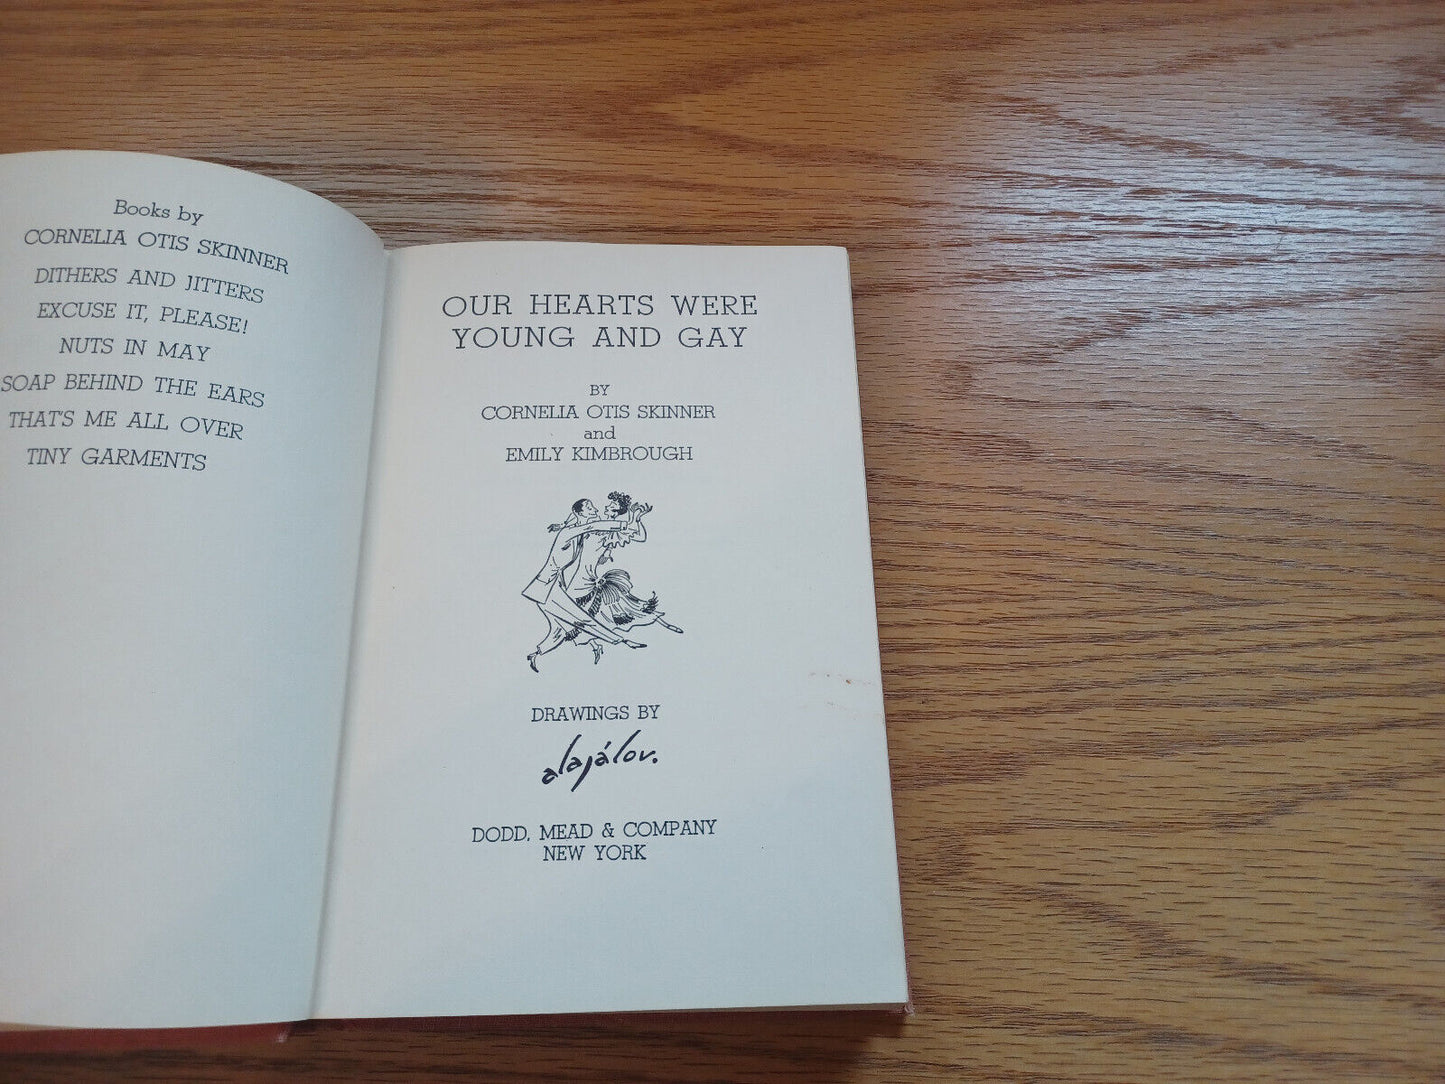 Books by
CORNELIA OTIS SKINNER
DITHERS AND JITTERS
EXCUSE IT, PLEASE!
NUTS IN MAY
SOAP BEHIND THE EARS
THAT'S ME ALL OVER
TINY GARMENTS
OUR HEARTS WERE
YOUNG AND GAY
BY
CORNELIA OTIS SKINNER
and
EMILY KIMBROUGH
DRAWINGS BY
alajálov.
DODD, MEAD & COMPANY
NEW YORK